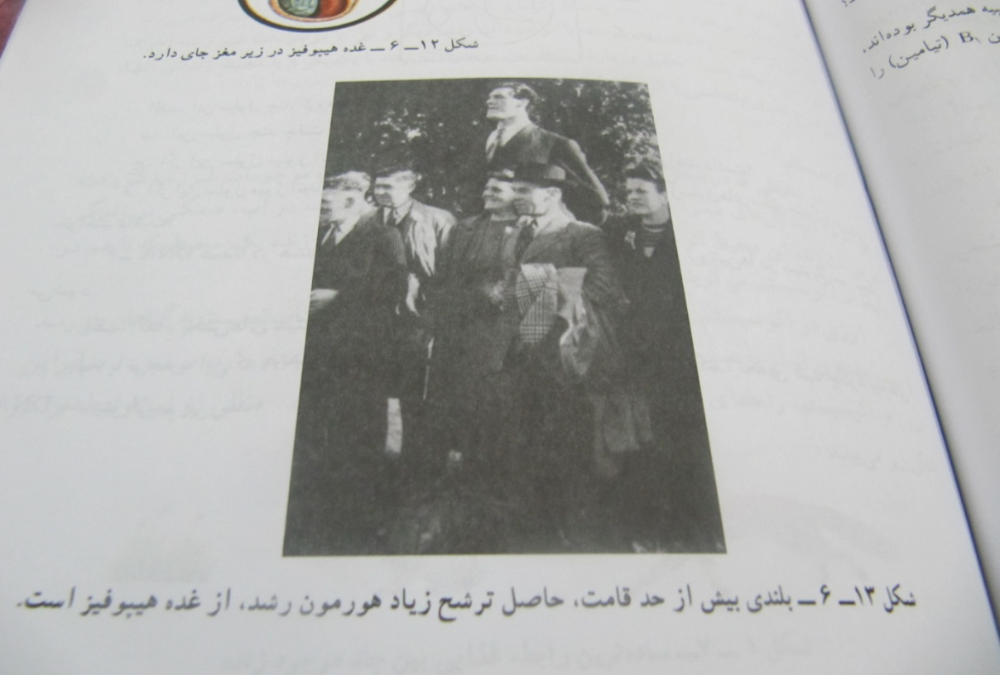 شکل ۱۲ـ ۶ ـ غده هیپوفیز در زیر مغز جای دارد.
شکل ۱۳ـ ۶ ـ بلندی بیش از حد قامت، حاصل ترشح زیاد هورمون رشد، از غده هیپوفیز است.
همدیگر بوده‌اند.
B۱ (تیامین) را